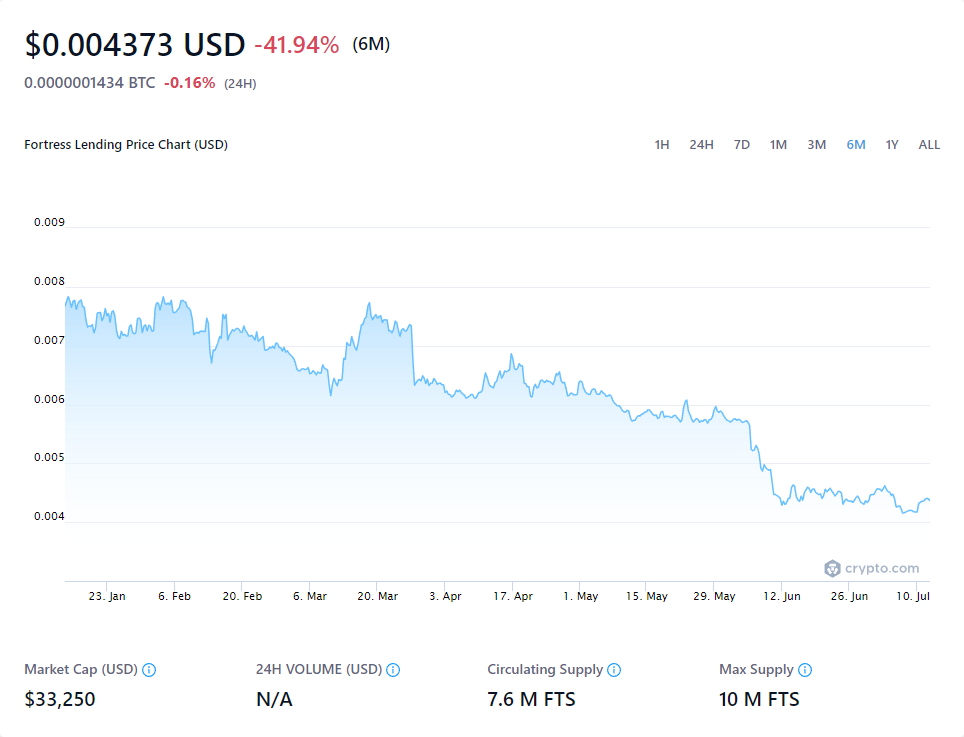 $0.004373 USD -41.94% (6M)
0.0000001434 BTC -0.16% (24H)
Fortress Lending Price Chart (USD) 1H 24H 7D 1M 3M 6M 1Y ALL
0.009
0.008
0.007
0.006
0.005
0.004
crypto.com
23. Jan 6. Feb 20. Feb 6. Mar 20. Mar 3. Apr 17. Apr 1. May 15. May 29. May 12. Jun 26. Jun 10. Jul
Market Cap (USD) 24H VOLUME (USD) Circulating Supply Max Supply
$33,250 N/A 7.6 M FTS 10 M FTS